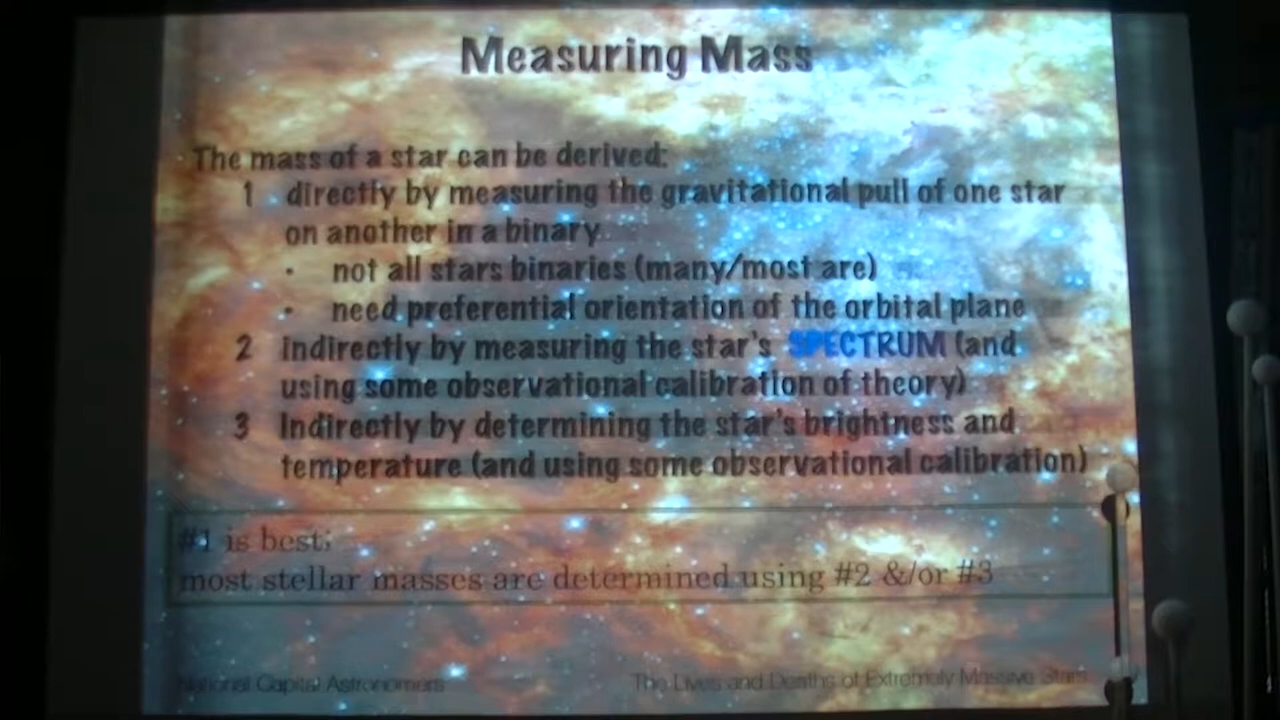 Measuring Mass
The mass of a star can be derived:
1 directly by measuring the gravitational pull of one star
on another in a binary
· not all stars binaries (many/most are)
· need preferential orientation of the orbital plane
2 indirectly by measuring the star's SPECTRUM (and
using some observational calibration of theory)
3 Indirectly by determining the star's brightness and
temperature (and using some observational calibration)
#1 is best;
most stellar masses are determined using #2 &/or #3
National Capital Astronomers
The Lives and Deaths of Extremely Massive Stars